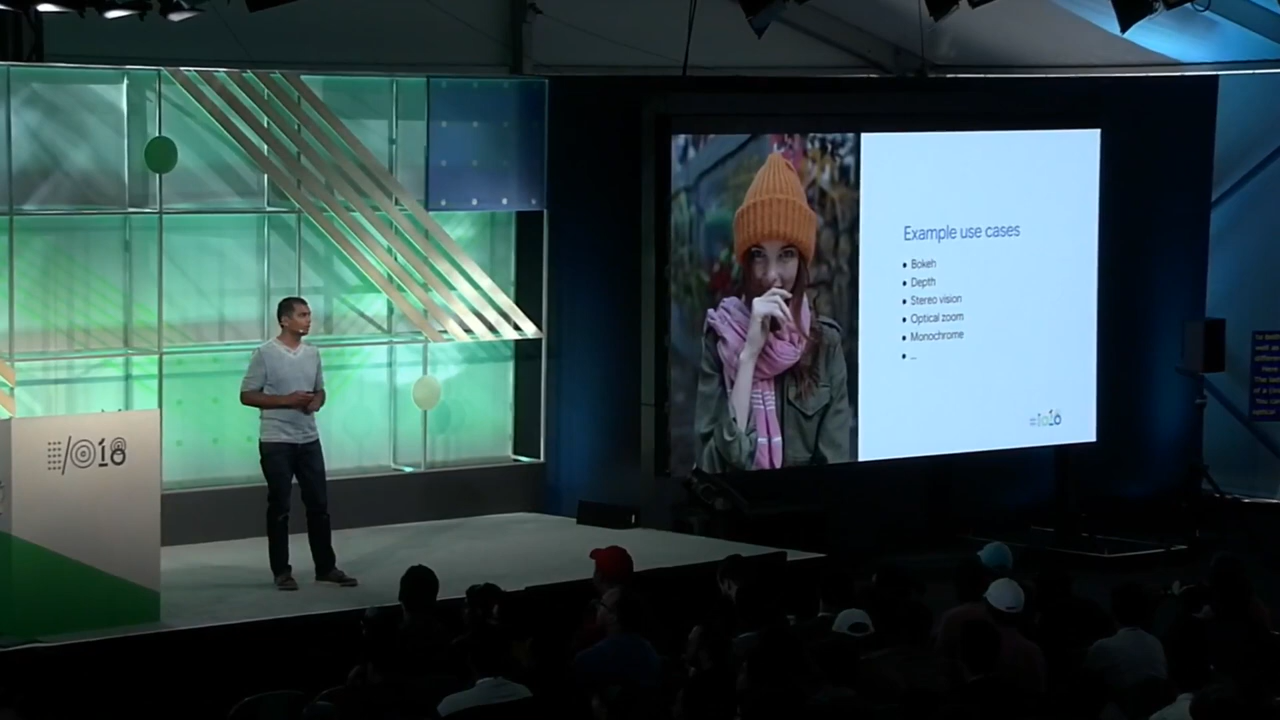 I/O18
Example use cases
• Bokeh
• Depth
• Stereo vision
• Optical zoom
• Monochrome
• ...
#io18